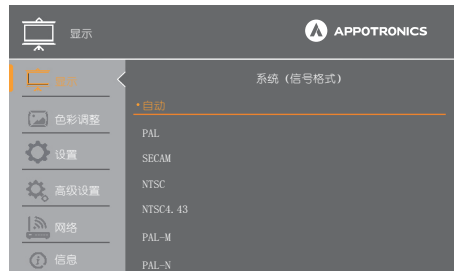 显示
APPOTRONICS
系统（信号格式）
•自动
色彩调整
PAL
设置
SECAM
高级设置
NTSC
NTSC4.43
网络
PAL-M
信息
PAL-N